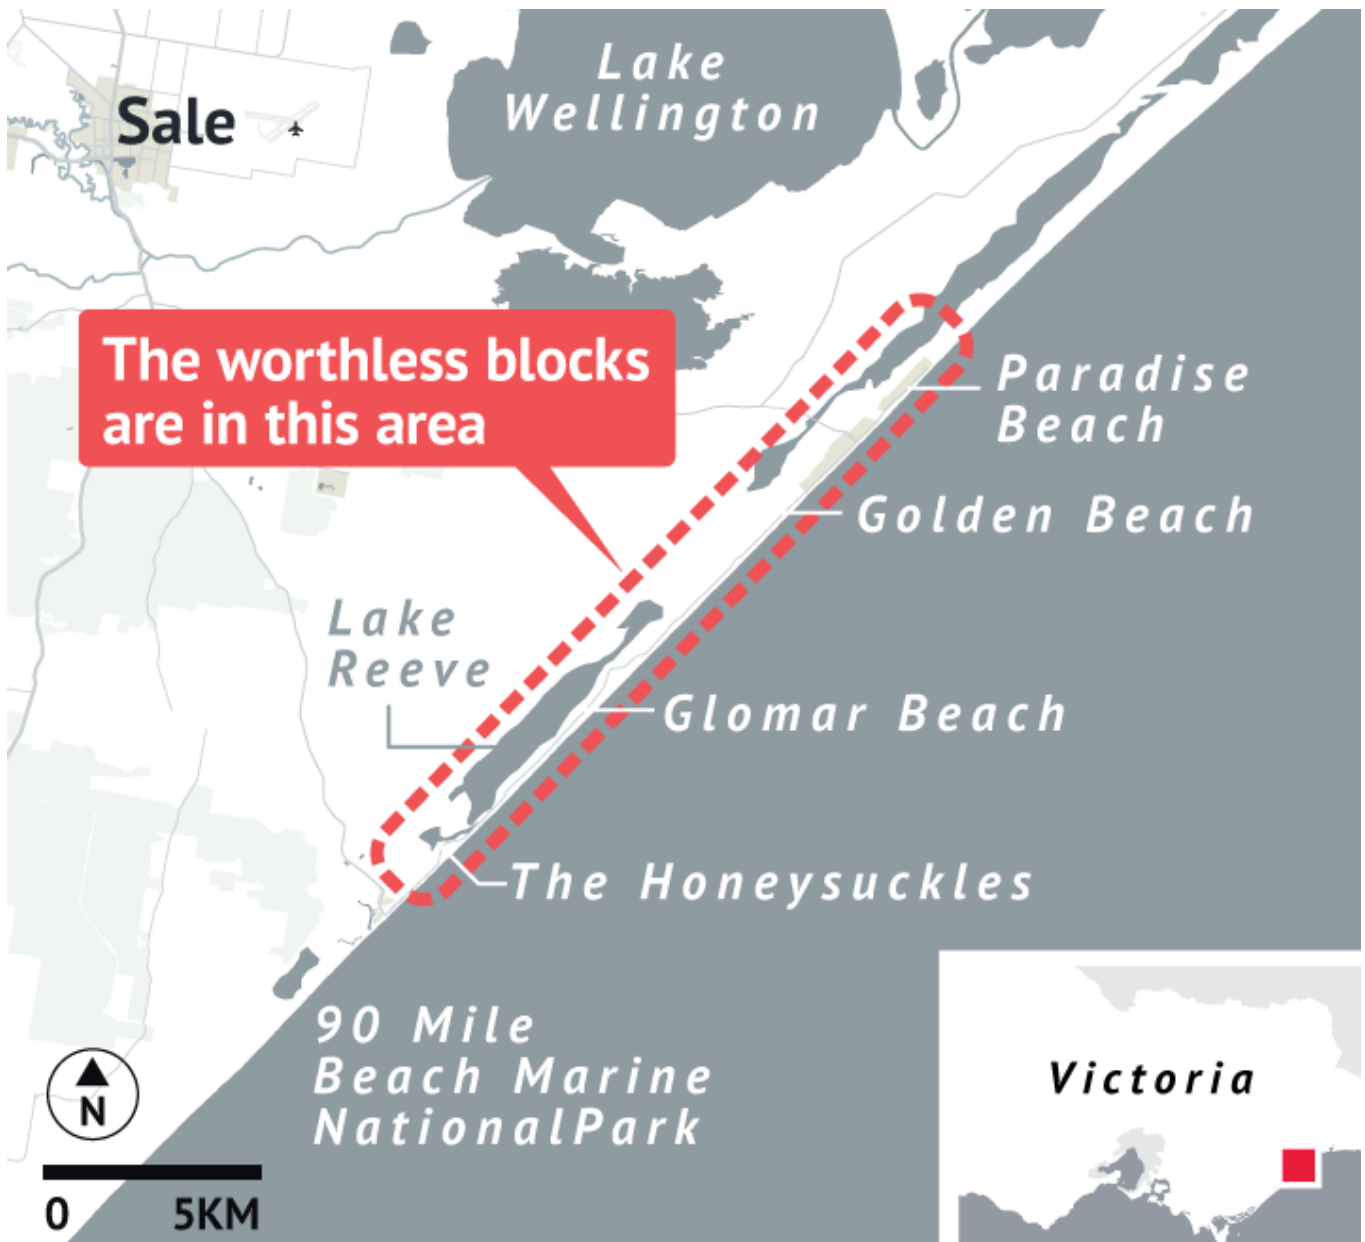 Lake
Wellington
Sale
The worthless blocks
are in this area
Paradise
Beach
Golden Beach
Lake
Reeve
Glomar Beach
The Honeysuckles
90 Mile
Beach Marine
NationalPark
Victoria
N
0 5KM